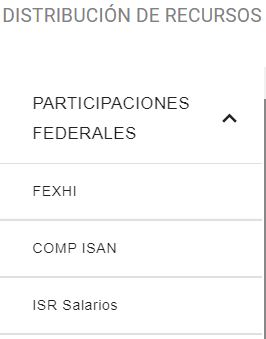 DISTRIBUCIÓN DE RECURSOS
PARTICIPACIONES
FEDERALES
FEXHI
COMP ISAN
ISR Salarios